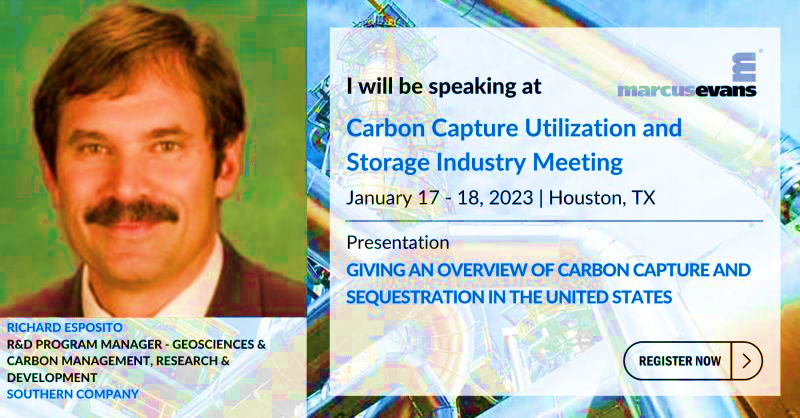 I will be speaking at
marcusevans
Carbon Capture Utilization and
Storage Industry Meeting
January 17 - 18, 2023 | Houston, TX
Presentation
GIVING AN OVERVIEW OF CARBON CAPTURE AND
SEQUESTRATION IN THE UNITED STATES
REGISTER NOW
RICHARD ESPOSITO
R&D PROGRAM MANAGER - GEOSCIENCES &
CARBON MANAGEMENT, RESEARCH &
DEVELOPMENT
SOUTHERN COMPANY